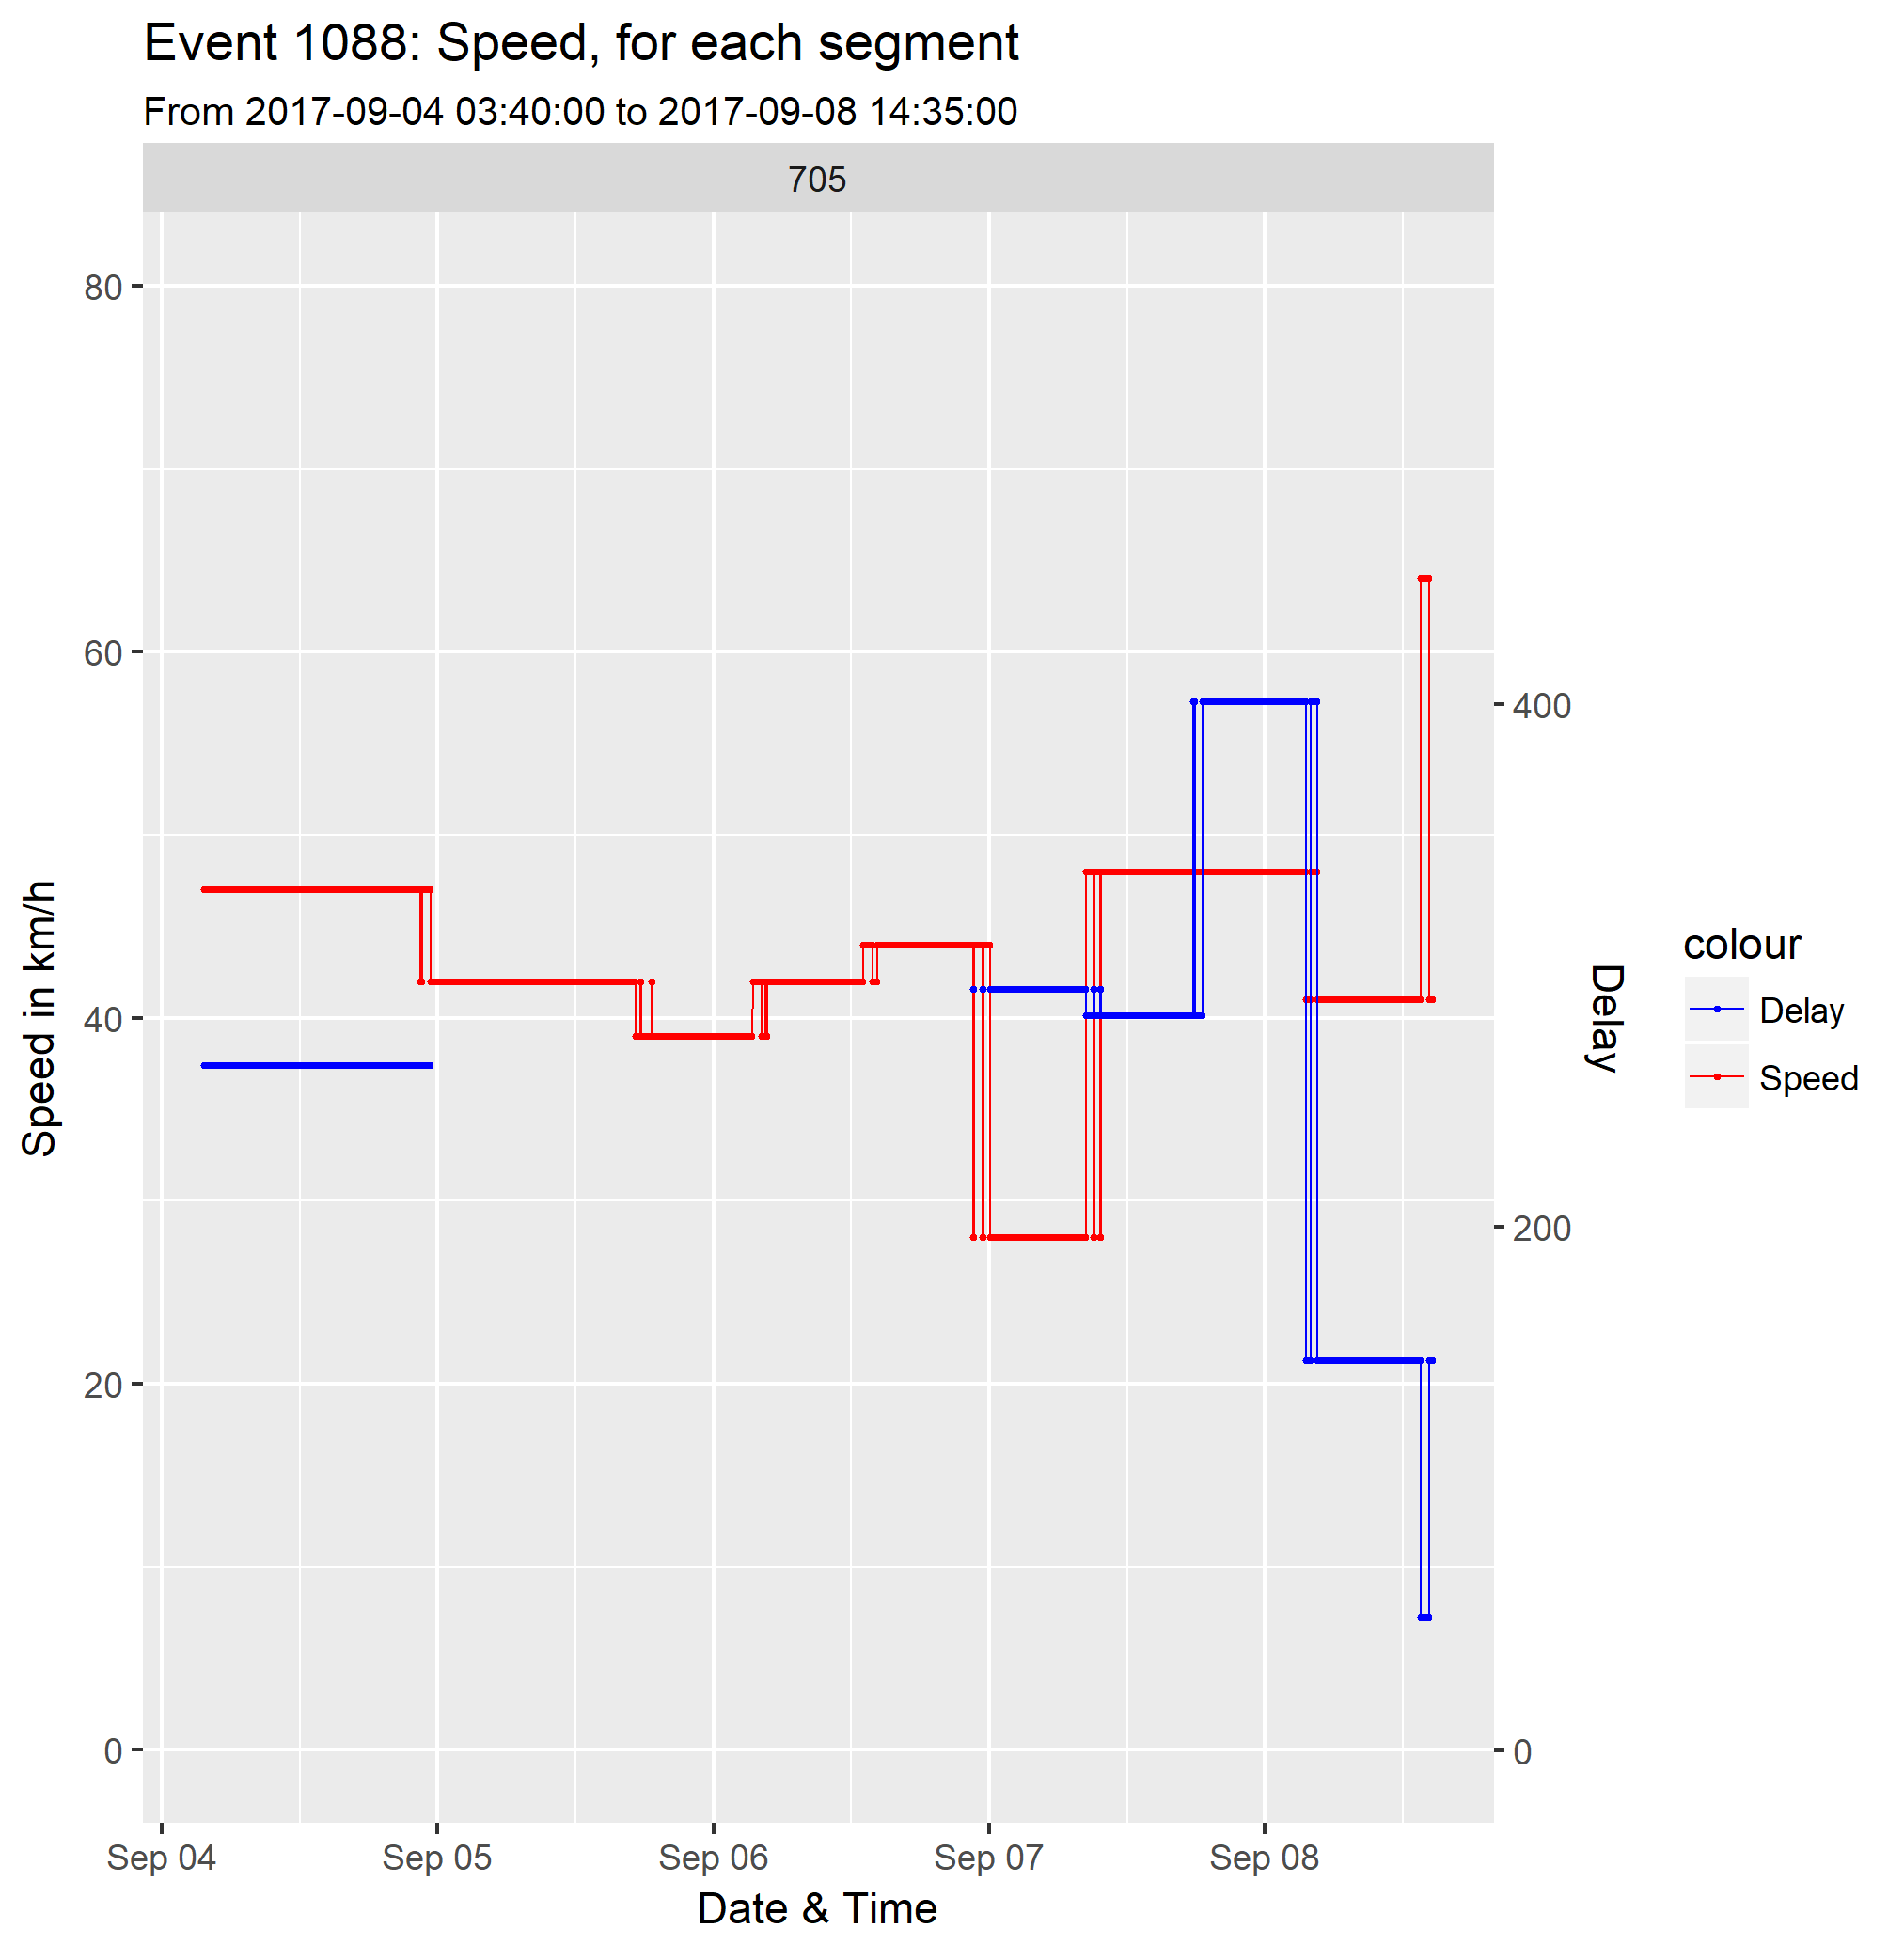 Event 1088: Speed, for each segment
From 2017-09-04 03:40:00 to 2017-09-08 14:35:00
705
80
60
40
20
0
Speed in km/h
400
200
0
Delay
Sep 04
Sep 05
Sep 06
Sep 07
Sep 08
Date & Time
colour
Delay
Speed